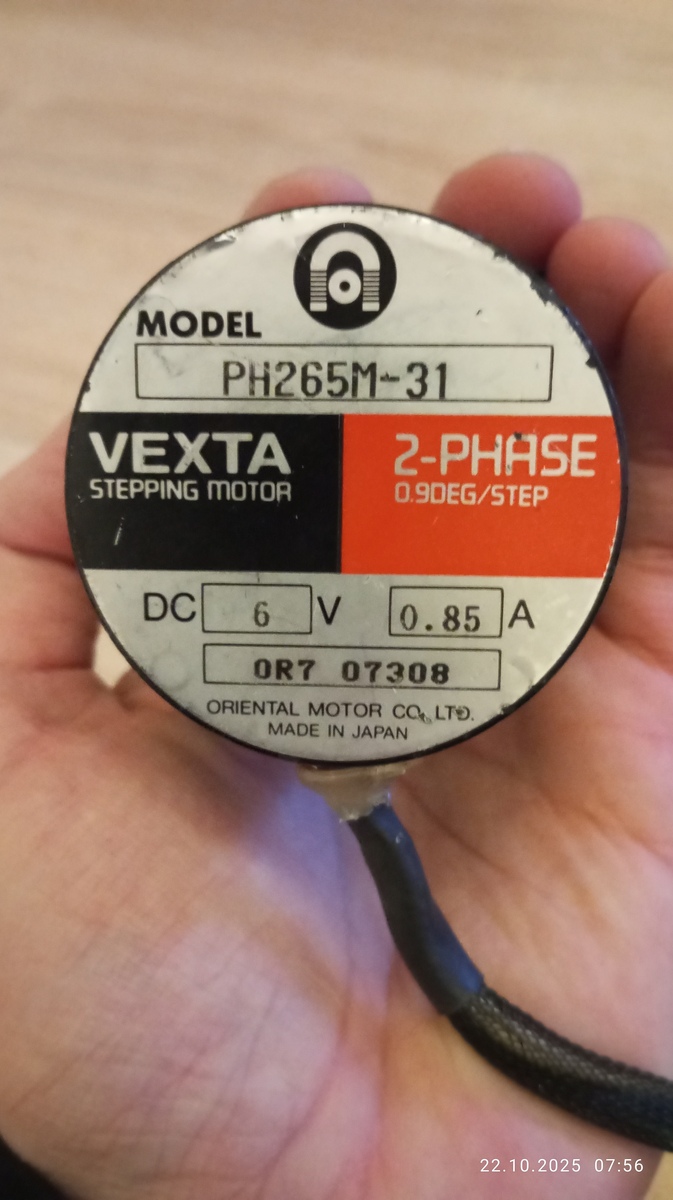 MODEL
PH265M-31
VEXTA
STEPPING MOTOR
2-PHASE
0.9DEG/STEP
DC 6 V 0.85 A
0R7 07308
ORIENTAL MOTOR CO., LTD.
MADE IN JAPAN
22.10.2025 07:56